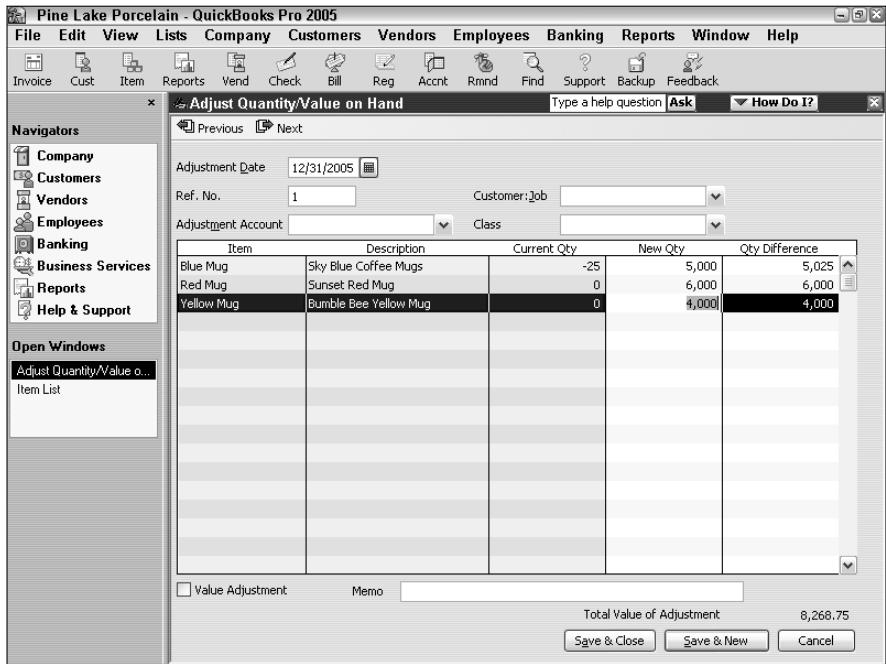 Pine Lake Porcelain - QuickBooks Pro 2005
File Edit View Lists Company Customers Vendors Employees Banking Reports Window Help
Invoice Cust Item Reports Vend Check Bill Reg Accnt Rmnd Find Support Backup Feedback
Navigators
Company
Customers
Vendors
Employees
Banking
Business Services
Reports
Help & Support
Open Windows
Adjust Quantity/Value o...
Item List
Adjust Quantity/Value on Hand Type a help question Ask How Do I?
Previous Next
Adjustment Date 12/31/2005
Ref. No. 1 Customer:Job
Adjustment Account Class
Item Description Current Qty New Qty Qty Difference
Blue Mug Sky Blue Coffee Mugs -25 5,000 5,025
Red Mug Sunset Red Mug 0 6,000 6,000
Yellow Mug Bumble Bee Yellow Mug 0 4,000 4,000
Value Adjustment Memo
Total Value of Adjustment 8,268.75
Save & Close Save & New Cancel